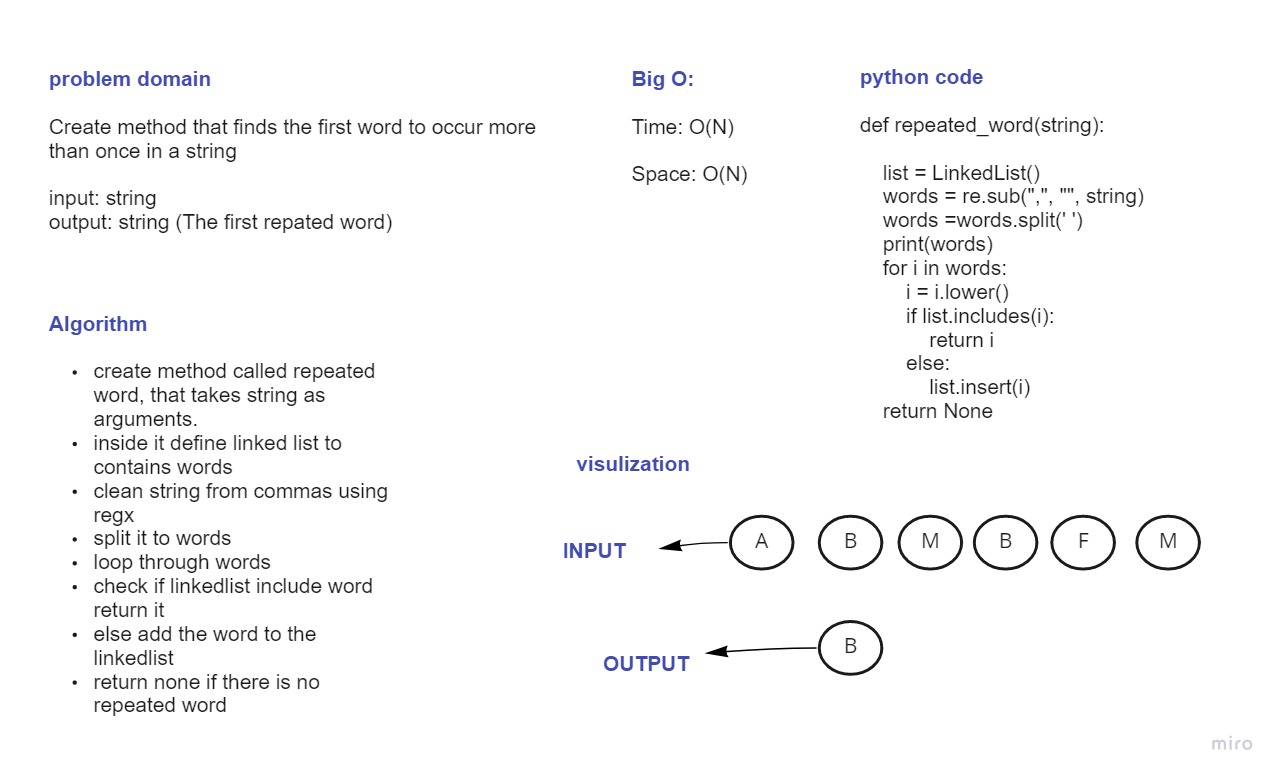 problem domain
Create method that finds the first word to occur more
than once in a string
input: string
output: string (The first repated word)
Big O:
Time: O(N)
Space: O(N)
python code
def repeated_word(string):
list = LinkedList()
words = re.sub(",", "", string)
words =words.split(' ')
print(words)
for i in words:
i = i.lower()
if list.includes(i):
return i
else:
list.insert(i)
return None
Algorithm
• create method called repeated
word, that takes string as
arguments.
• inside it define linked list to
contains words
• clean string from commas using
regx
• split it to words
• loop through words
• check if linkedlist include word
return it
• else add the word to the
linkedlist
• return none if there is no
repeated word
visulization
INPUT A B M B F M
OUTPUT B
miro